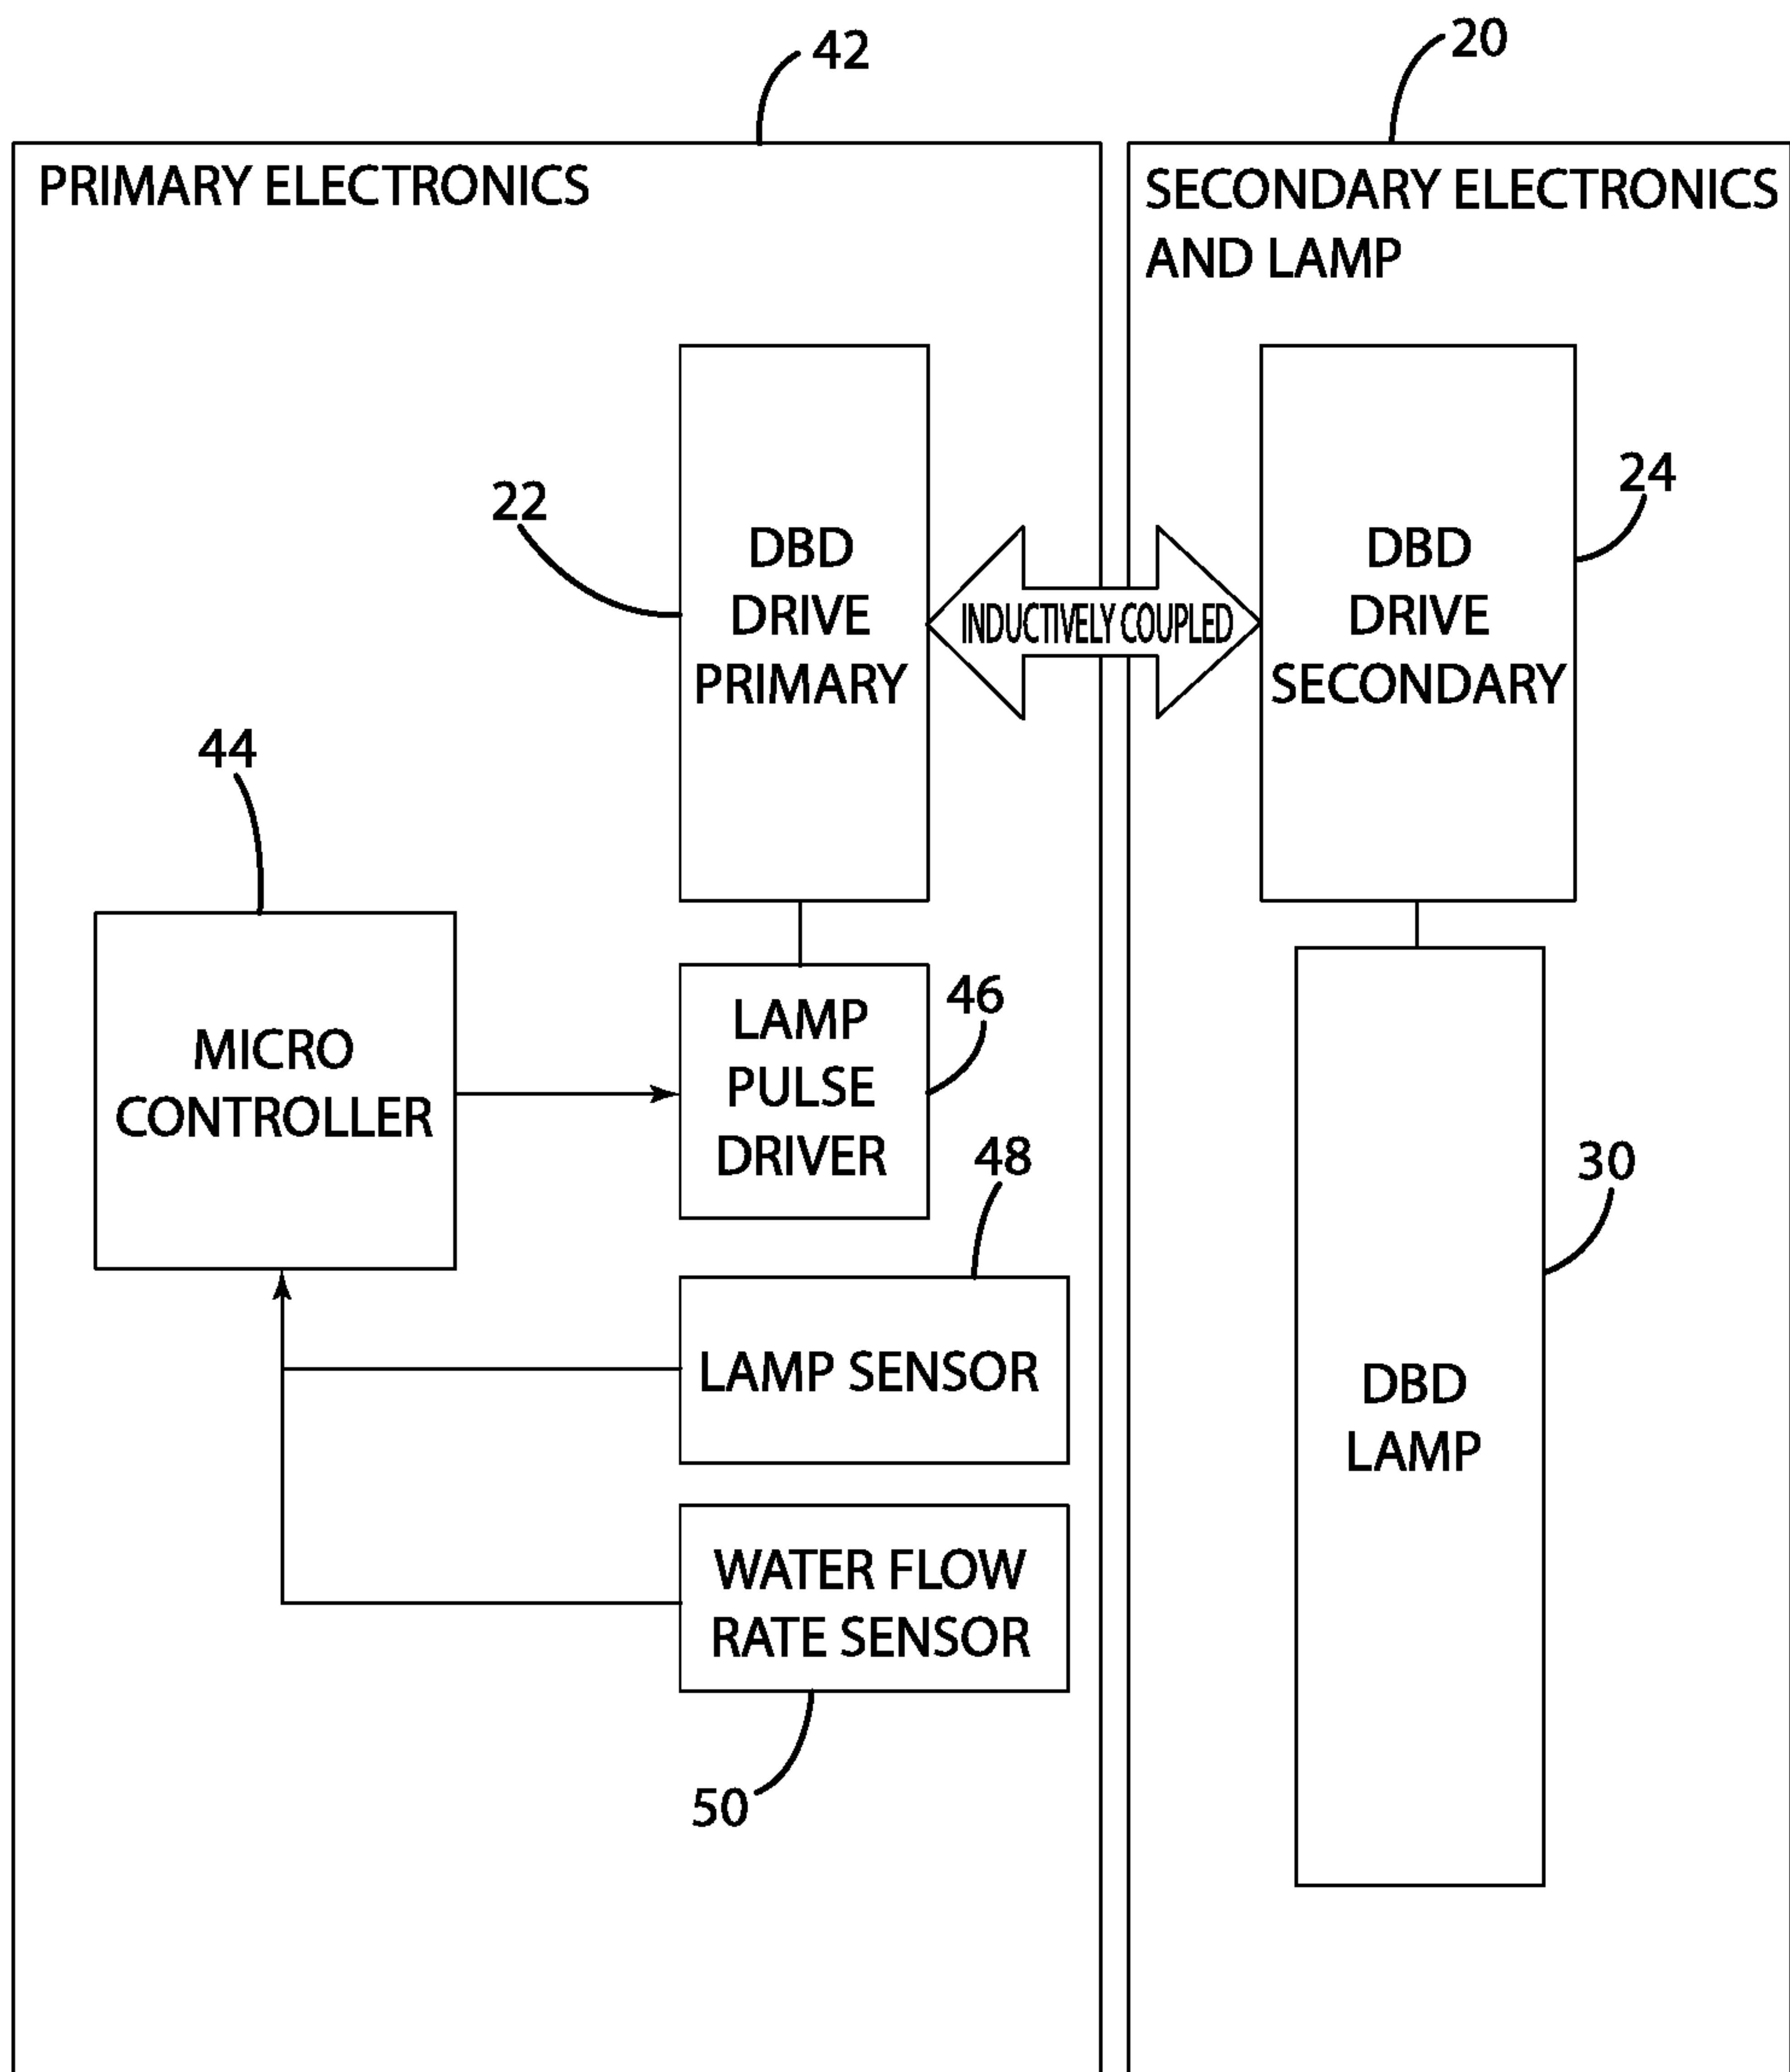 42
20
PRIMARY ELECTRONICS
SECONDARY ELECTRONICS
AND LAMP
22
DBD
DRIVE
PRIMARY
INDUCTIVELY COUPLED
DBD
DRIVE
SECONDARY
24
44
MICRO
CONTROLLER
LAMP
PULSE
DRIVER
46
48
LAMP SENSOR
WATER FLOW
RATE SENSOR
50
30
DBD
LAMP